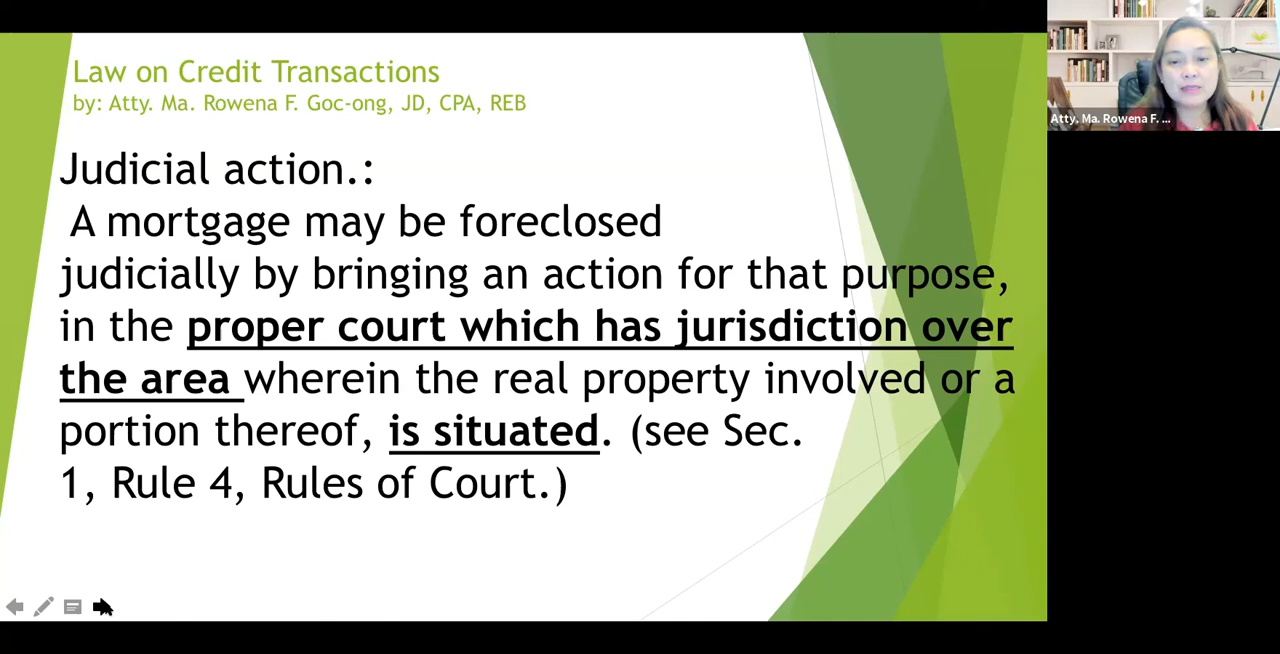 Law on Credit Transactions
by: Atty. Ma. Rowena F. Goc-ong, JD, CPA, REB
Judicial action.:
A mortgage may be foreclosed
judicially by bringing an action for that purpose,
in the proper court which has jurisdiction over
the area wherein the real property involved or a
portion thereof, is situated. (see Sec.
1, Rule 4, Rules of Court.)
Atty. Ma. Rowena F. ...